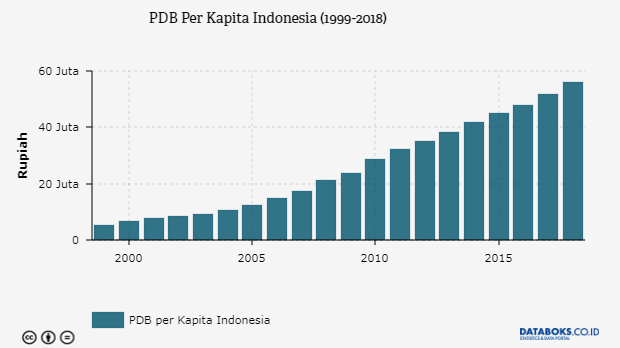 PDB Per Kapita Indonesia (1999-2018)
60 Juta
40 Juta
20 Juta
0
Rupiah
2000 2005 2010 2015
PDB per Kapita Indonesia
cc
DATABOKS.CO.ID
STATISTICS & DATA PORTAL